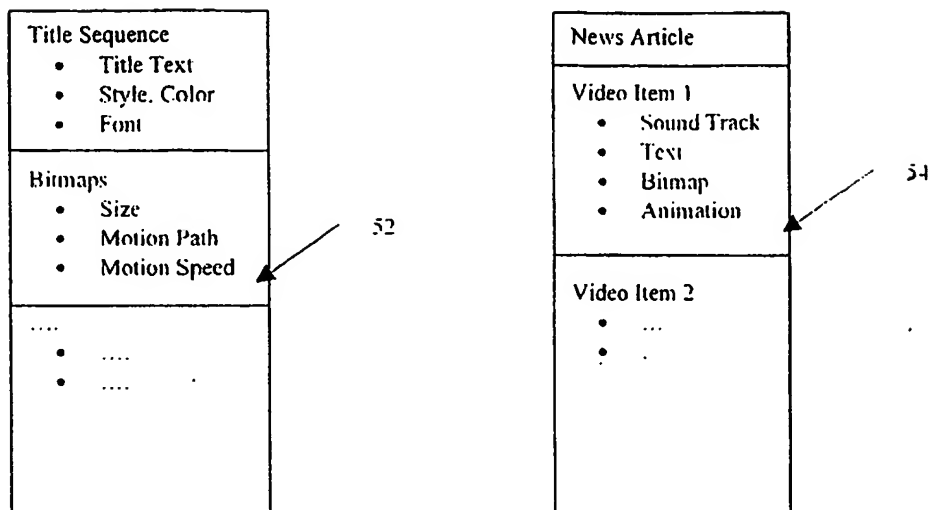 Title Sequence
• Title Text
• Style, Color
• Font
Bitmaps
• Size
• Motion Path
• Motion Speed
....
• ....
• ....
52
News Article
Video Item 1
• Sound Track
• Text
• Bitmap
• Animation
Video Item 2
• ...
• .
54